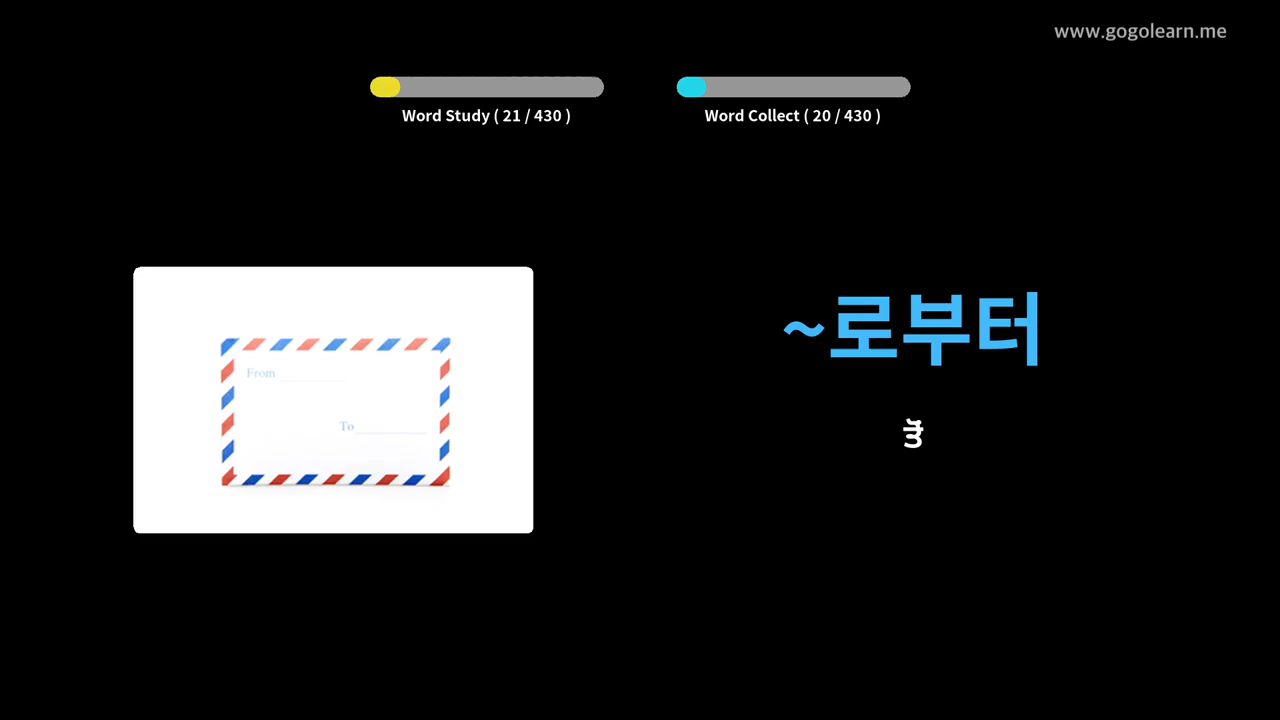 www.gogolearn.me
Word Study ( 21 / 430 )
Word Collect ( 20 / 430 )
From
To
~로부터